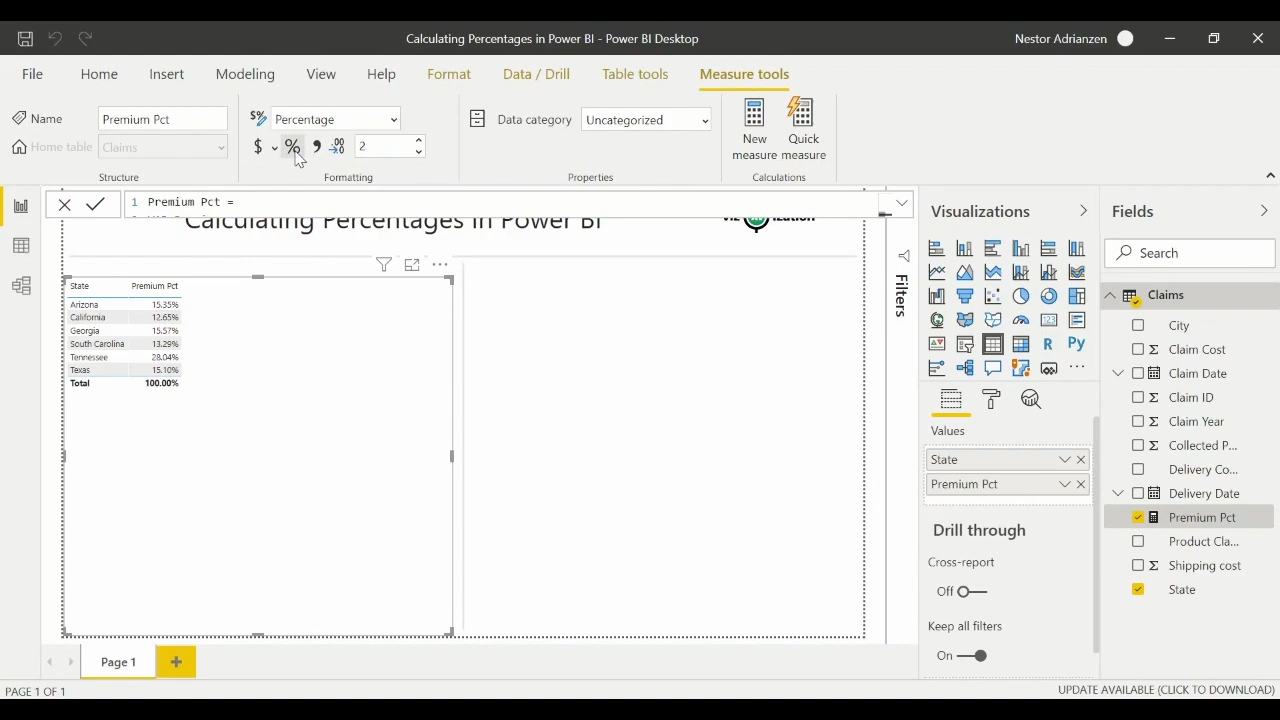 Calculating Percentages in Power BI - Power BI Desktop
Nestor Adrianzen
File Home Insert Modeling View Help Format Data / Drill Table tools Measure tools
Premium Pct
Percentage
Data category
Uncategorized
New measure
Quick measure
Home table
Claims
$ % 9 .00
2
Structure
Formatting
Properties
Calculations
1 Premium Pct =
Calculating Percentages in Power BI
State Premium Pct
Arizona 15.35%
California 12.65%
Georgia 15.57%
South Carolina 13.29%
Tennessee 28.04%
Texas 15.10%
Total 100.00%
Filters
Visualizations
123
R
Py
Values
State
Premium Pct
Drill through
Cross-report
Off
Keep all filters
On
Fields
Search
Claims
City
Σ Claim Cost
Claim Date
Σ Claim ID
Σ Claim Year
Σ Collected P...
Delivery Co...
Delivery Date
Premium Pct
Product Cla...
Σ Shipping cost
State
Page 1
PAGE 1 OF 1
UPDATE AVAILABLE (CLICK TO DOWNLOAD)